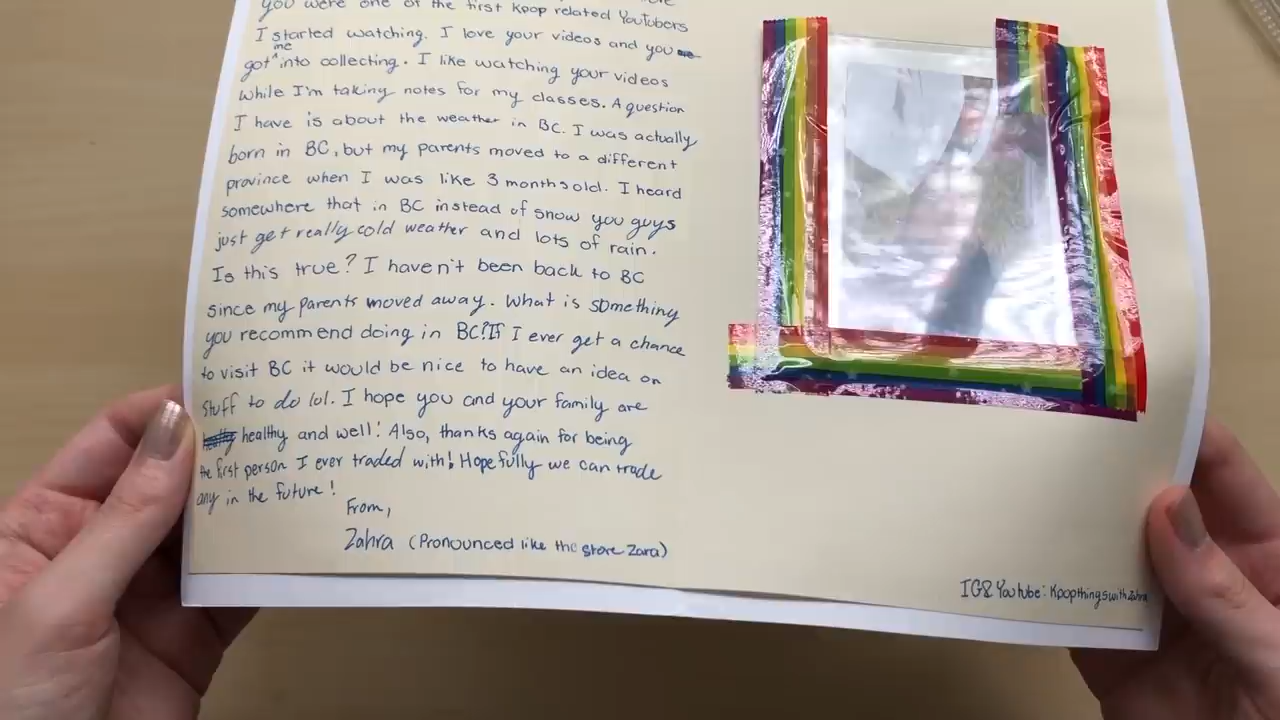 you were one of the first kpop related YouTubers
I started watching. I love your videos and you
got me into collecting. I like watching your videos
while I'm taking notes for my classes. A question
I have is about the weather in BC. I was actually
born in BC, but my parents moved to a different
province when I was like 3 months old. I heard
somewhere that in BC instead of snow you guys
just get really cold weather and lots of rain.
Is this true? I haven't been back to BC
since my parents moved away. What is something
you recommend doing in BC? If I ever get a chance
to visit BC it would be nice to have an idea on
stuff to do lol. I hope you and your family are
healthy and well! Also, thanks again for being
the first person I ever traded with! Hopefully we can trade
any in the future!
From,
Zahra (Pronounced like the store Zara)
IG & Youtube: Kpopthingswithzahra